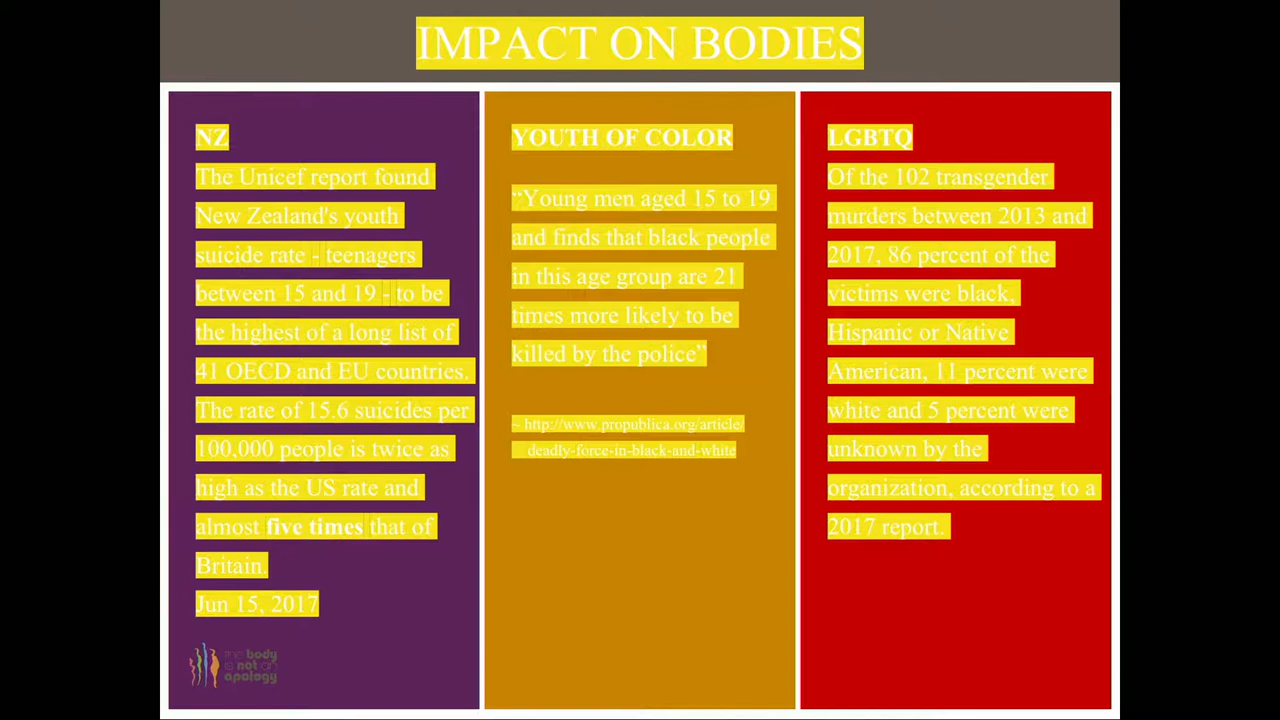 IMPACT ON BODIES
NZ
The Unicef report found
New Zealand's youth
suicide rate - teenagers
between 15 and 19 - to be
the highest of a long list of
41 OECD and EU countries.
The rate of 15.6 suicides per
100,000 people is twice as
high as the US rate and
almost five times that of
Britain.
Jun 15, 2017
the body
is not an
apology
YOUTH OF COLOR
“Young men aged 15 to 19
and finds that black people
in this age group are 21
times more likely to be
killed by the police”
~ http://www.propublica.org/article/
deadly-force-in-black-and-white
LGBTQ
Of the 102 transgender
murders between 2013 and
2017, 86 percent of the
victims were black,
Hispanic or Native
American, 11 percent were
white and 5 percent were
unknown by the
organization, according to a
2017 report.